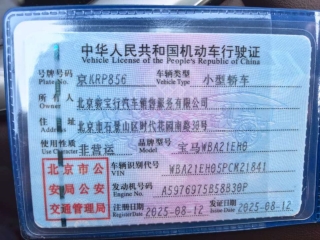 中华人民共和国机动车行驶证
Vehicle License of the People's Republic of China
号牌号码 京KRP856 车辆类型 小型轿车
Plate No. Vehicle Type
所有人 北京 宝行汽车销售服务有限公司
Owner
住址 北京市石景山区时代花园南路30号
Address
使用性质 非营运 品牌型号 宝马WBA21EH0
Use Character Model
北京市公 车辆识别代号 WBA21EH05PCM21841
VIN
安局公安 发动机号码 A5976975B58B30P
Engine No.
交通管理局 注册日期 2025-08-12 发证日期 2025-08-12
Register Date Issue Date